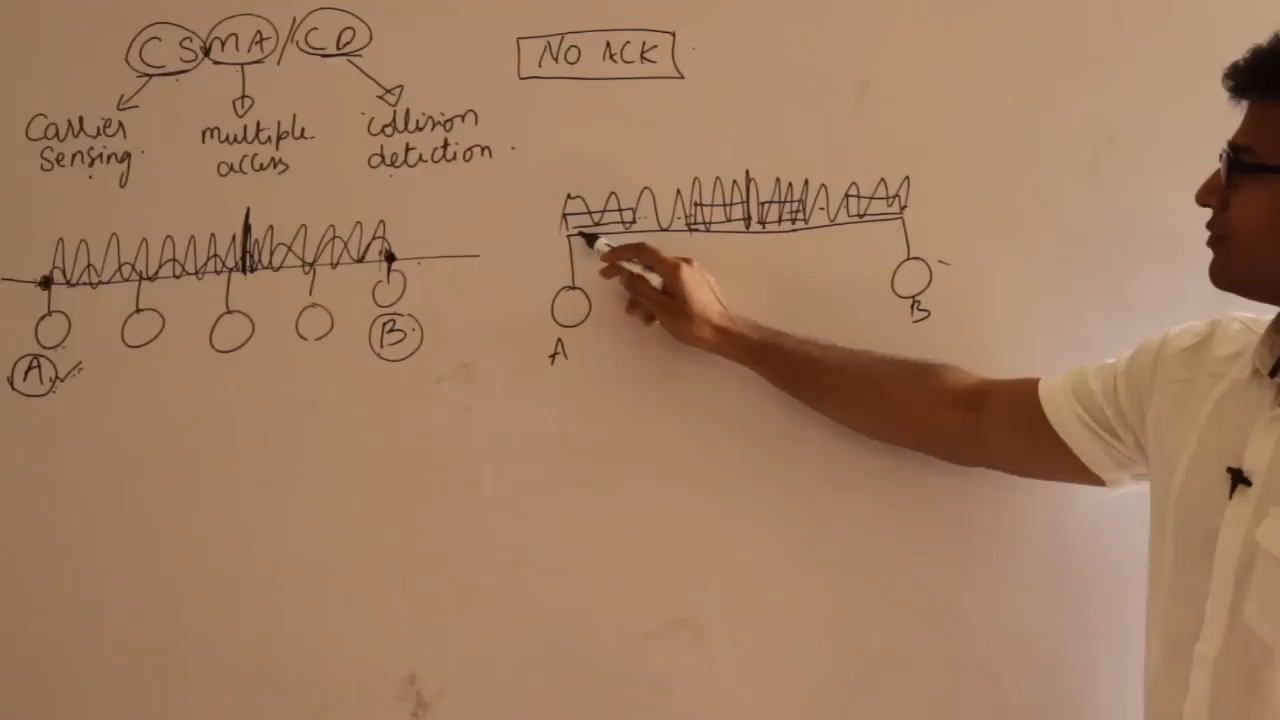 CSMA/CD
NO ACK
Carrier
sensing.
multiple
access
collision
detection.
A
B
A
B